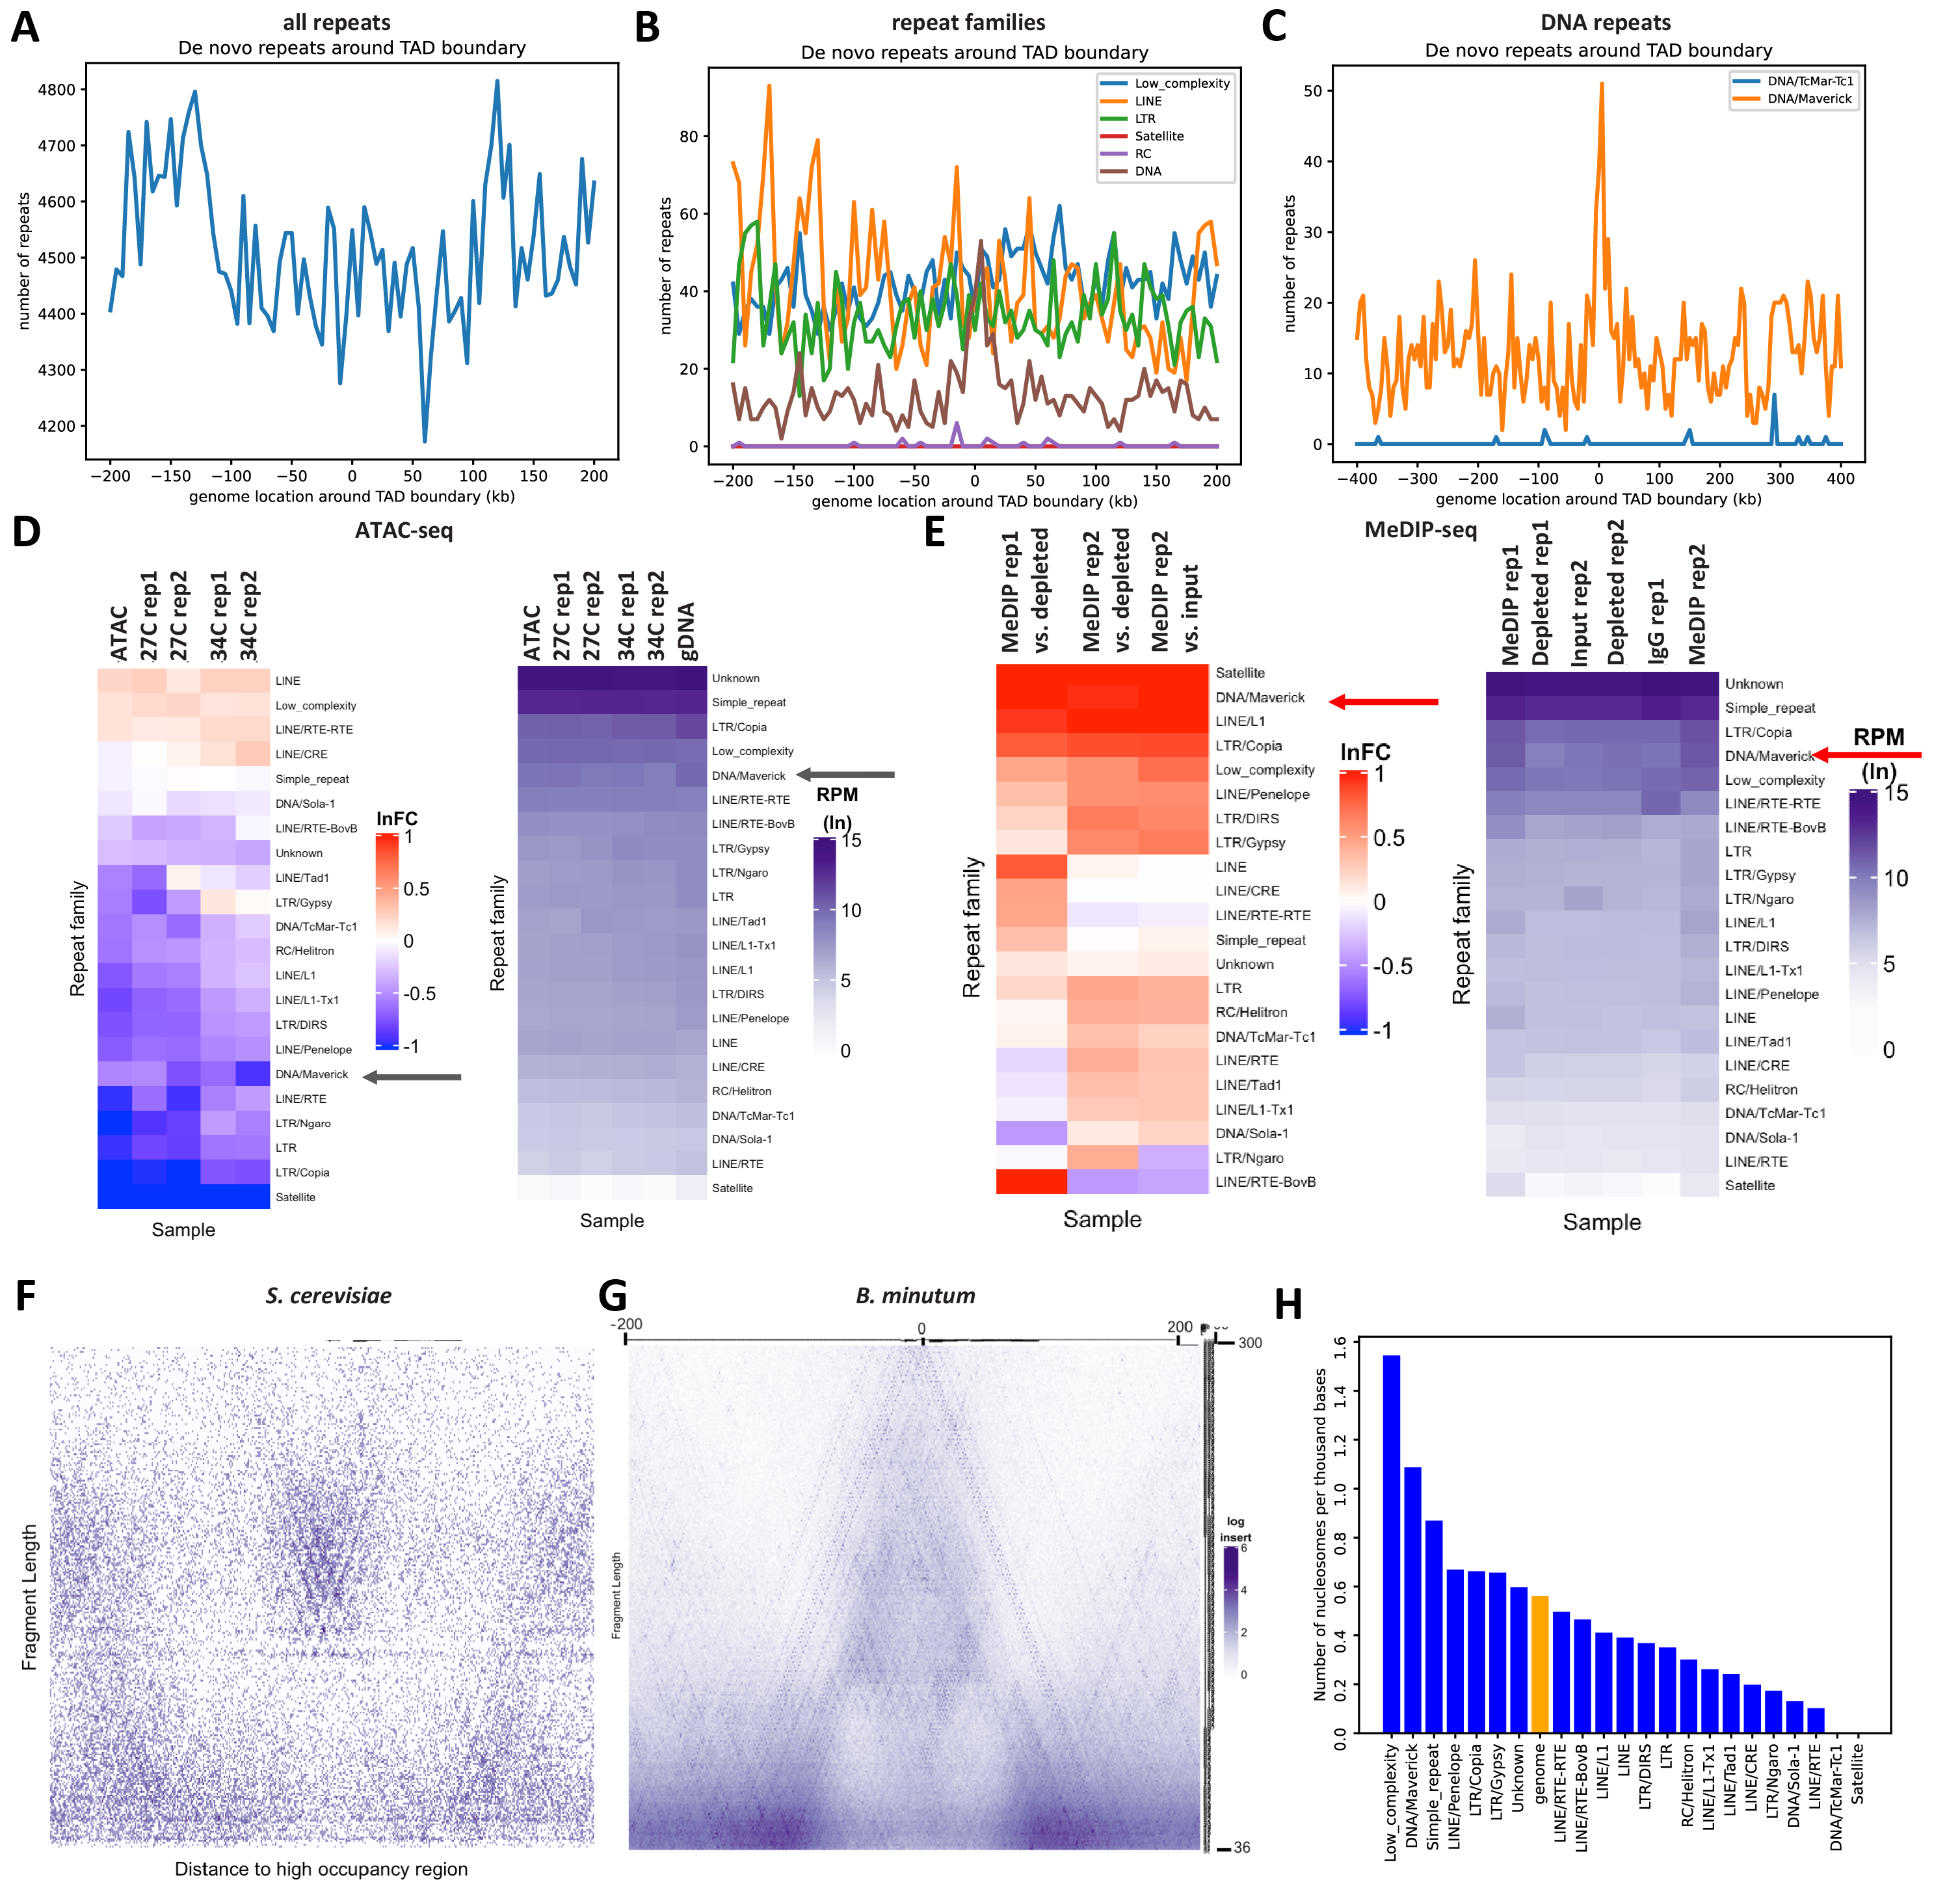 A
all repeats
De novo repeats around TAD boundary
number of repeats
4800
4700
4600
4500
4400
4300
4200
−200 −150 −100 −50 0 50 100 150 200
genome location around TAD boundary (kb)
B
repeat families
De novo repeats around TAD boundary
number of repeats
80
60
40
20
0
Low_complexity
LINE
LTR
Satellite
RC
DNA
−200 −150 −100 −50 0 50 100 150 200
genome location around TAD boundary (kb)
C
DNA repeats
De novo repeats around TAD boundary
number of repeats
50
40
30
20
10
0
DNA/TcMar-Tc1
DNA/Maverick
−400 −300 −200 −100 0 100 200 300 400
genome location around TAD boundary (kb)
D
ATAC-seq
ATAC
27C rep1
27C rep2
34C rep1
34C rep2
Repeat family
LINE
Low_complexity
LINE/RTE-RTE
LINE/CRE
Simple_repeat
DNA/Sola-1
LINE/RTE-BovB
Unknown
LINE/Tad1
LTR/Gypsy
DNA/TcMar-Tc1
RC/Helitron
LINE/L1
LINE/L1-Tx1
LTR/DIRS
LINE/Penelope
DNA/Maverick
LINE/RTE
LTR/Ngaro
LTR
LTR/Copia
Satellite
Sample
lnFC
1
0.5
0
-0.5
-1
ATAC
27C rep1
27C rep2
34C rep1
34C rep2
gDNA
Repeat family
Unknown
Simple_repeat
LTR/Copia
Low_complexity
DNA/Maverick
LINE/RTE-RTE
LINE/RTE-BovB
LTR/Gypsy
LTR/Ngaro
LTR
LINE/Tad1
LINE/L1-Tx1
LINE/L1
LTR/DIRS
LINE/Penelope
LINE
LINE/CRE
RC/Helitron
DNA/TcMar-Tc1
DNA/Sola-1
LINE/RTE
Satellite
Sample
RPM
(ln)
15
10
5
0
E
MeDIP-seq
MeDIP rep1
vs. depleted
MeDIP rep2
vs. depleted
MeDIP rep2
vs. input
Repeat family
Satellite
DNA/Maverick
LINE/L1
LTR/Copia
Low_complexity
LINE/Penelope
LTR/DIRS
LTR/Gypsy
LINE
LINE/CRE
LINE/RTE-RTE
Simple_repeat
Unknown
LTR
RC/Helitron
DNA/TcMar-Tc1
LINE/RTE
LINE/Tad1
LINE/L1-Tx1
DNA/Sola-1
LTR/Ngaro
LINE/RTE-BovB
Sample
lnFC
1
0.5
0
-0.5
-1
MeDIP rep1
Depleted rep1
Input rep2
Depleted rep2
IgG rep1
MeDIP rep2
Repeat family
Unknown
Simple_repeat
LTR/Copia
DNA/Maverick
Low_complexity
LINE/RTE-RTE
LINE/RTE-BovB
LTR
LTR/Gypsy
LTR/Ngaro
LINE/L1
LTR/DIRS
LINE/L1-Tx1
LINE/Penelope
LINE
LINE/Tad1
LINE/CRE
RC/Helitron
DNA/TcMar-Tc1
DNA/Sola-1
LINE/RTE
Satellite
Sample
RPM
(ln)
15
10
5
0
F
S. cerevisiae
Fragment Length
Distance to high occupancy region
G
B. minutum
-200 0 200
300
36
Fragment Length
log
insert
6
4
2
0
H
Number of nucleosomes per thousand bases
1.6
1.4
1.2
1.0
0.8
0.6
0.4
0.2
0.0
Low_complexity
DNA/Maverick
Simple_repeat
LINE/Penelope
LTR/Copia
LTR/Gypsy
Unknown
genome
LINE/RTE-RTE
LINE/RTE-BovB
LINE/L1
LINE
LTR/DIRS
LTR
RC/Helitron
LINE/L1-Tx1
LINE/Tad1
LINE/CRE
LTR/Ngaro
DNA/Sola-1
LINE/RTE
DNA/TcMar-Tc1
Satellite